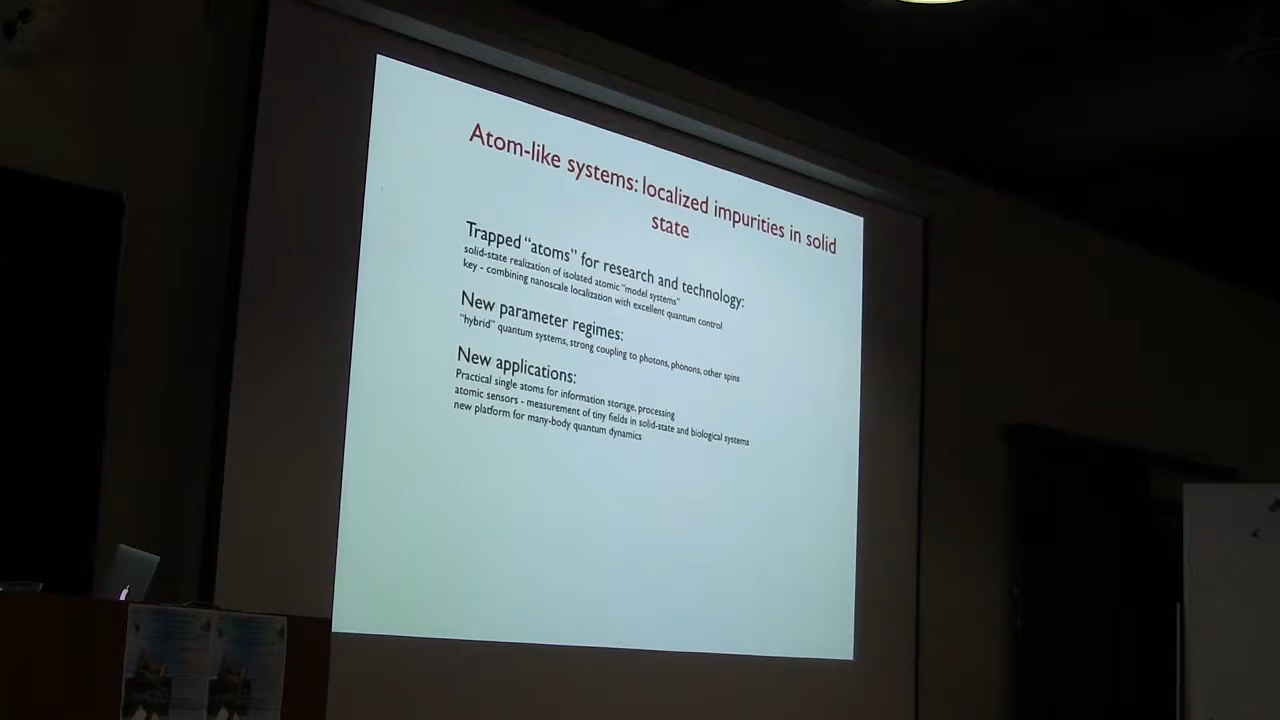 Atom-like systems: localized impurities in solid
state
Trapped “atoms” for research and technology:
solid-state realization of isolated atomic “model systems”
key - combining nanoscale localization with excellent quantum control
New parameter regimes:
“hybrid” quantum systems, strong coupling to photons, phonons, other spins
New applications:
Practical single atoms for information storage, processing
atomic sensors - measurement of tiny fields in solid-state and biological systems
new platform for many-body quantum dynamics